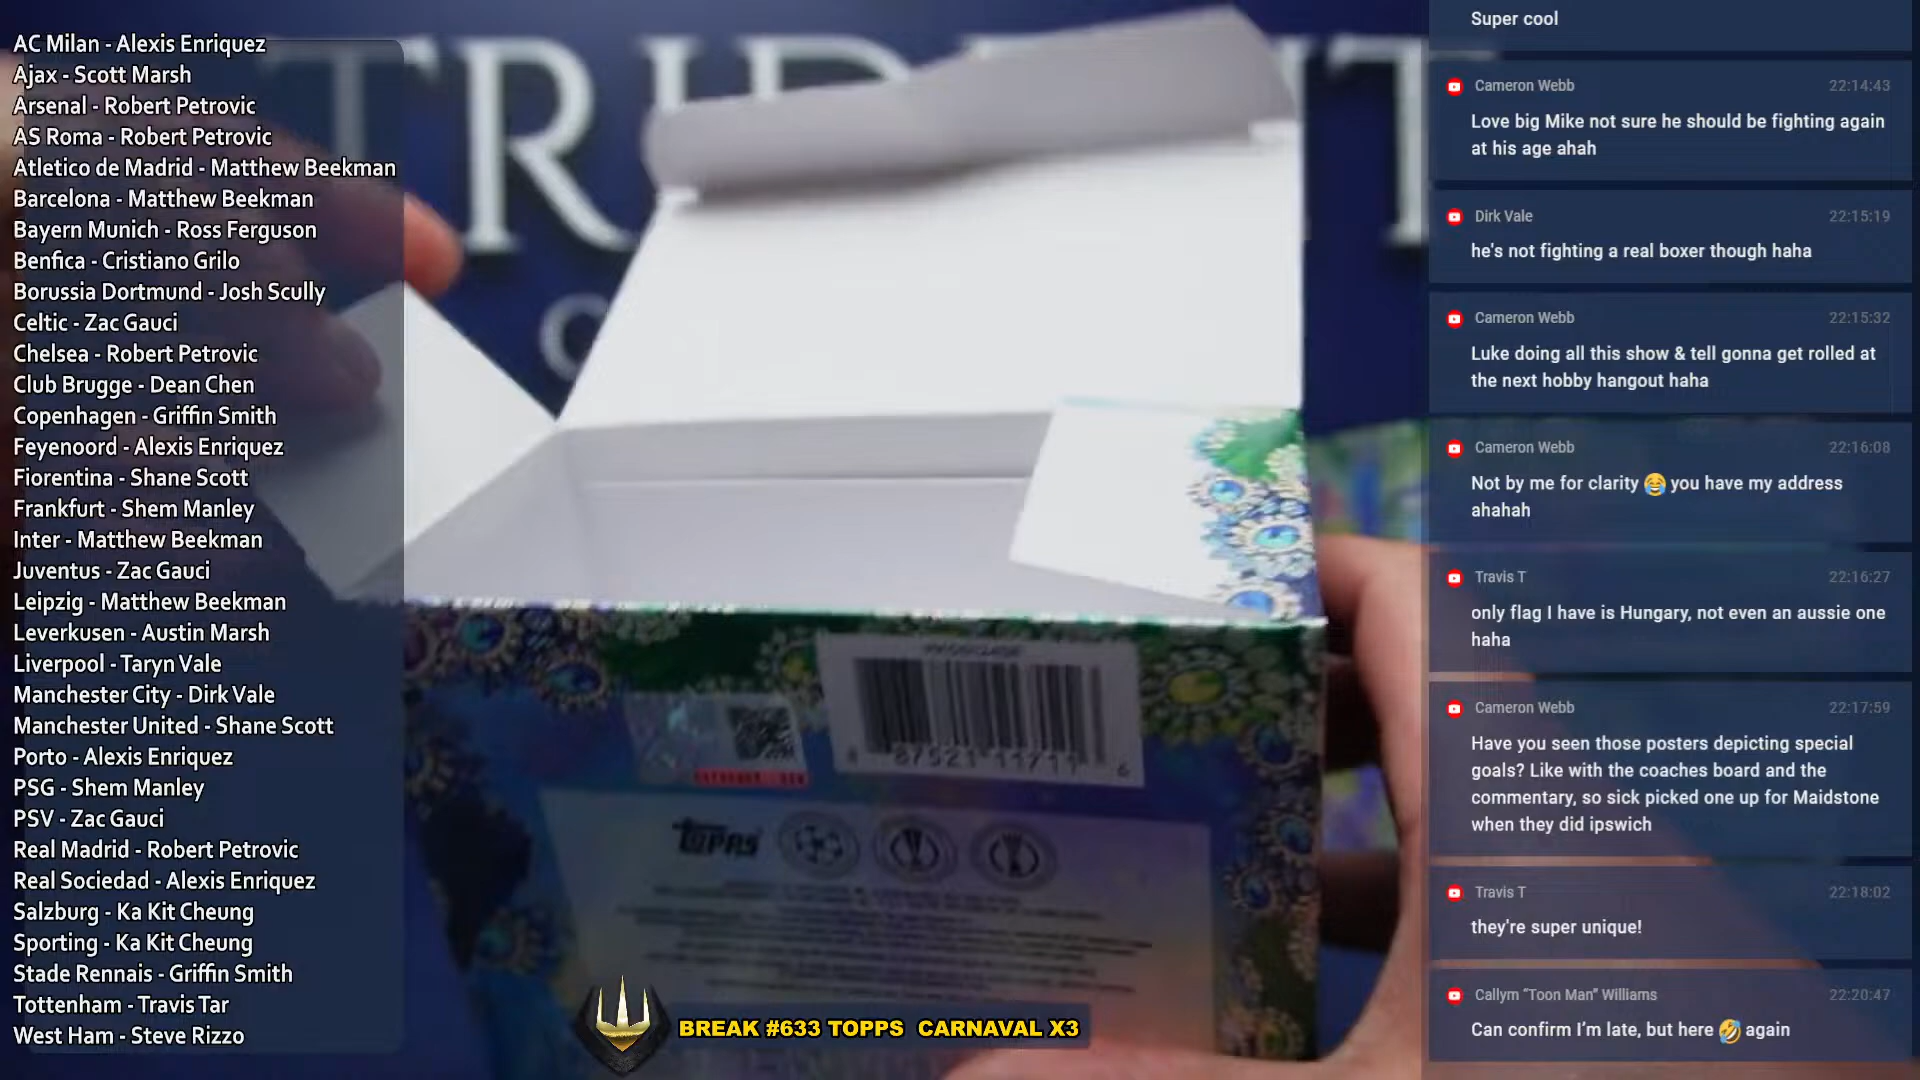 AC Milan - Alexis Enriquez
Ajax - Scott Marsh
Arsenal - Robert Petrovic
AS Roma - Robert Petrovic
Atletico de Madrid - Matthew Beekman
Barcelona - Matthew Beekman
Bayern Munich - Ross Ferguson
Benfica - Cristiano Grilo
Borussia Dortmund - Josh Scully
Celtic - Zac Gauci
Chelsea - Robert Petrovic
Club Brugge - Dean Chen
Copenhagen - Griffin Smith
Feyenoord - Alexis Enriquez
Fiorentina - Shane Scott
Frankfurt - Shem Manley
Inter - Matthew Beekman
Juventus - Zac Gauci
Leipzig - Matthew Beekman
Leverkusen - Austin Marsh
Liverpool - Taryn Vale
Manchester City - Dirk Vale
Manchester United - Shane Scott
Porto - Alexis Enriquez
PSG - Shem Manley
PSV - Zac Gauci
Real Madrid - Robert Petrovic
Real Sociedad - Alexis Enriquez
Salzburg - Ka Kit Cheung
Sporting - Ka Kit Cheung
Stade Rennais - Griffin Smith
Tottenham - Travis Tar
West Ham - Steve Rizzo
TRIDENT
87521 11711 6
TOPPS
BREAK #633 TOPPS CARNAVAL X3
Super cool
Cameron Webb 22:14:43
Love big Mike not sure he should be fighting again
at his age ahah
Dirk Vale 22:15:19
he's not fighting a real boxer though haha
Cameron Webb 22:15:32
Luke doing all this show & tell gonna get rolled at
the next hobby hangout haha
Cameron Webb 22:16:08
Not by me for clarity 😂 you have my address
ahahah
Travis T 22:16:27
only flag I have is Hungary, not even an aussie one
haha
Cameron Webb 22:17:59
Have you seen those posters depicting special
goals? Like with the coaches board and the
commentary, so sick picked one up for Maidstone
when they did ipswich
Travis T 22:18:02
they're super unique!
Callym “Toon Man” Williams 22:20:47
Can confirm I’m late, but here 🤣 again